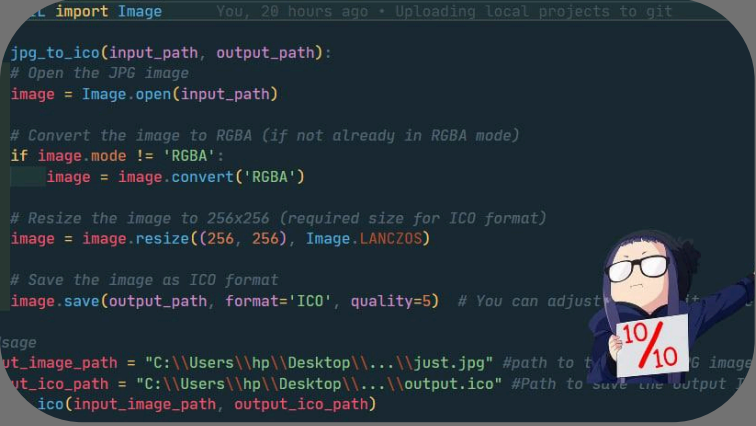 import Image You, 20 hours ago • Uploading local projects to git
jpg_to_ico(input_path, output_path):
# Open the JPG image
image = Image.open(input_path)
# Convert the image to RGBA (if not already in RGBA mode)
if image.mode != 'RGBA':
image = image.convert('RGBA')
# Resize the image to 256x256 (required size for ICO format)
image = image.resize((256, 256), Image.LANCZOS)
# Save the image as ICO format
image.save(output_path, format='ICO', quality=5) # You can adjust
sage
ut_image_path = "C:\\Users\\hp\\Desktop\\...\\just.jpg" #path to image
ut_ico_path = "C:\\Users\\hp\\Desktop\\...\\output.ico" #Path to save the output
ico(input_image_path, output_ico_path)
10/10